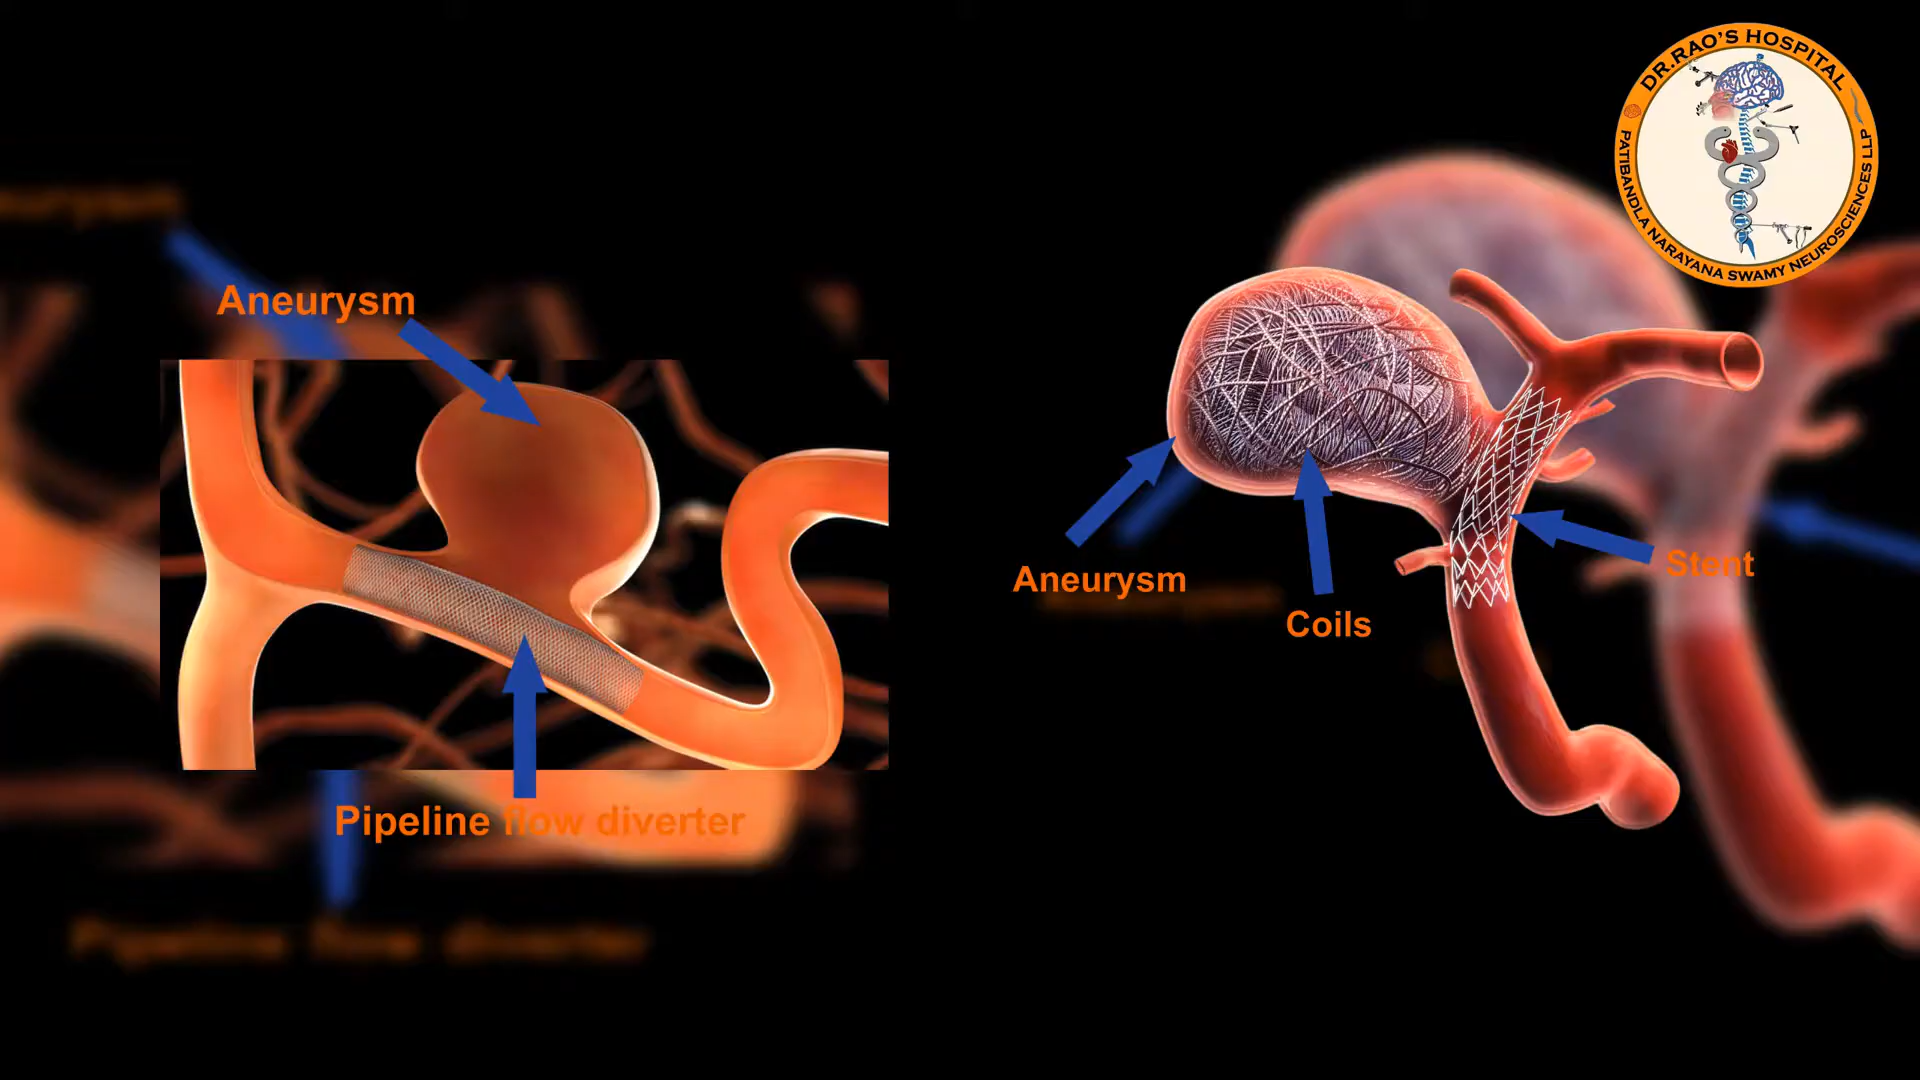 DR.RAO'S HOSPITAL
PATIBANDLA NARAYANA SWAMY NEUROSCIENCES LLP
Aneurysm
Pipeline flow diverter
Aneurysm
Coils
Stent